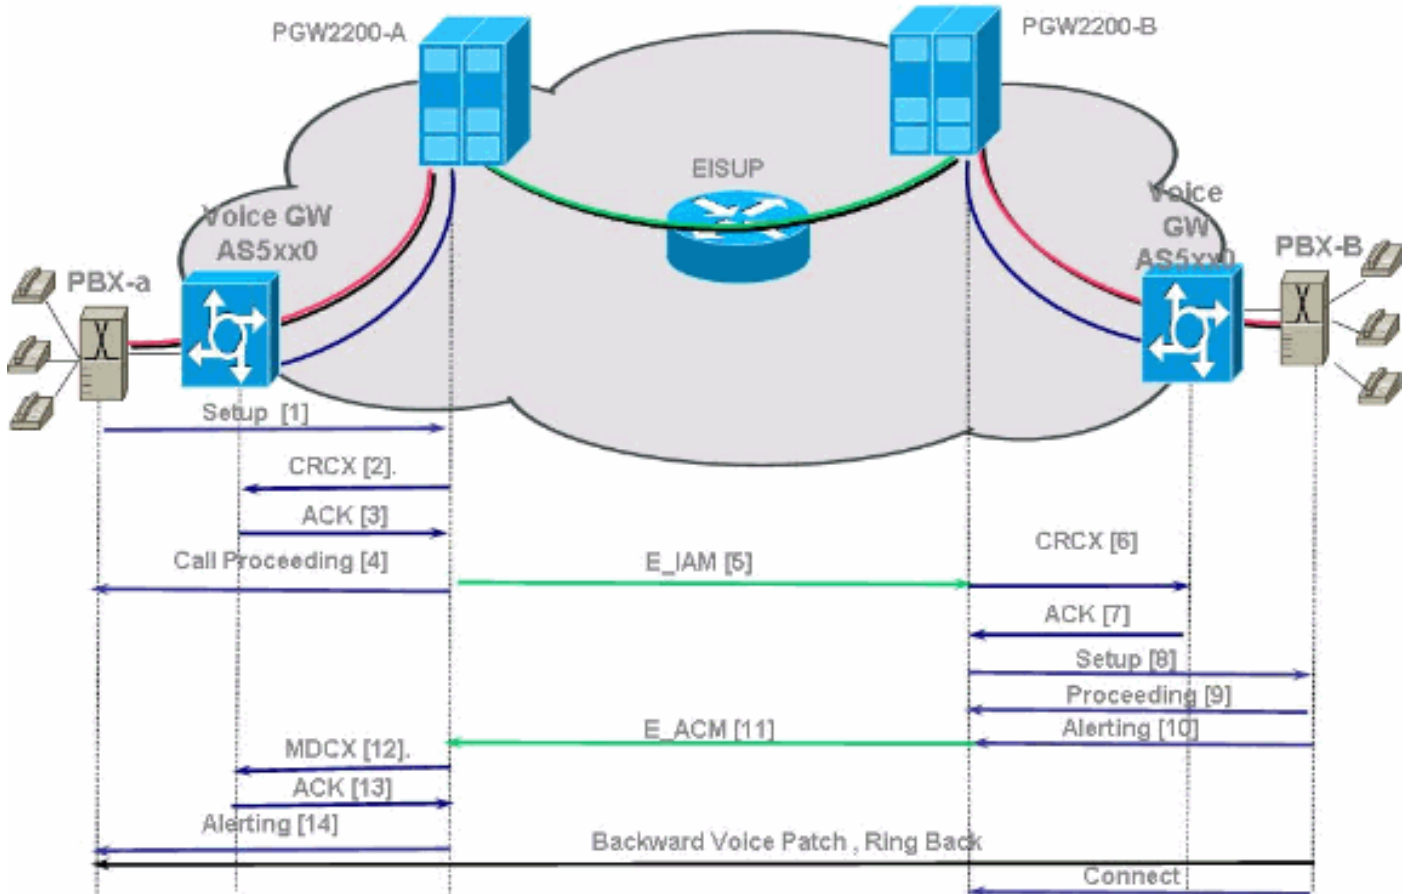 PGW2200-A
PGW2200-B
EISUP
Voice GW
AS5xx0
Voice
GW
AS5xx0
PBX-a
PBX-B
Setup [1]
CRCX [2].
ACK [3]
Call Proceeding [4]
E_IAM [5]
CRCX [6]
ACK [7]
Setup [8]
Proceeding [9]
Alerting [10]
E_ACM [11]
MDCX [12].
ACK [13]
Alerting [14]
Backward Voice Patch , Ring Back
Connect